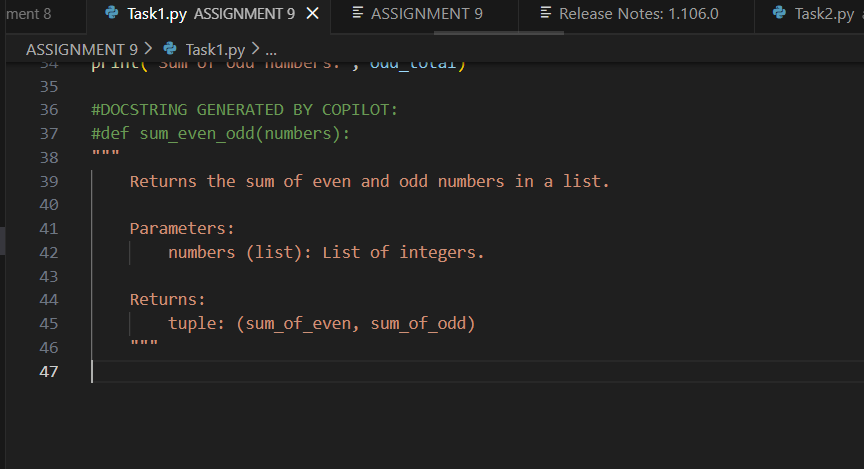 ment 8 Task1.py ASSIGNMENT 9 ASSIGNMENT 9 Release Notes: 1.106.0 Task2.py
ASSIGNMENT 9 > Task1.py > ...
34 print("Sum of odd numbers:", odd_total)
35
36 #DOCSTRING GENERATED BY COPILOT:
37 #def sum_even_odd(numbers):
38 """
39 Returns the sum of even and odd numbers in a list.
40
41 Parameters:
42 numbers (list): List of integers.
43
44 Returns:
45 tuple: (sum_of_even, sum_of_odd)
46 """
47